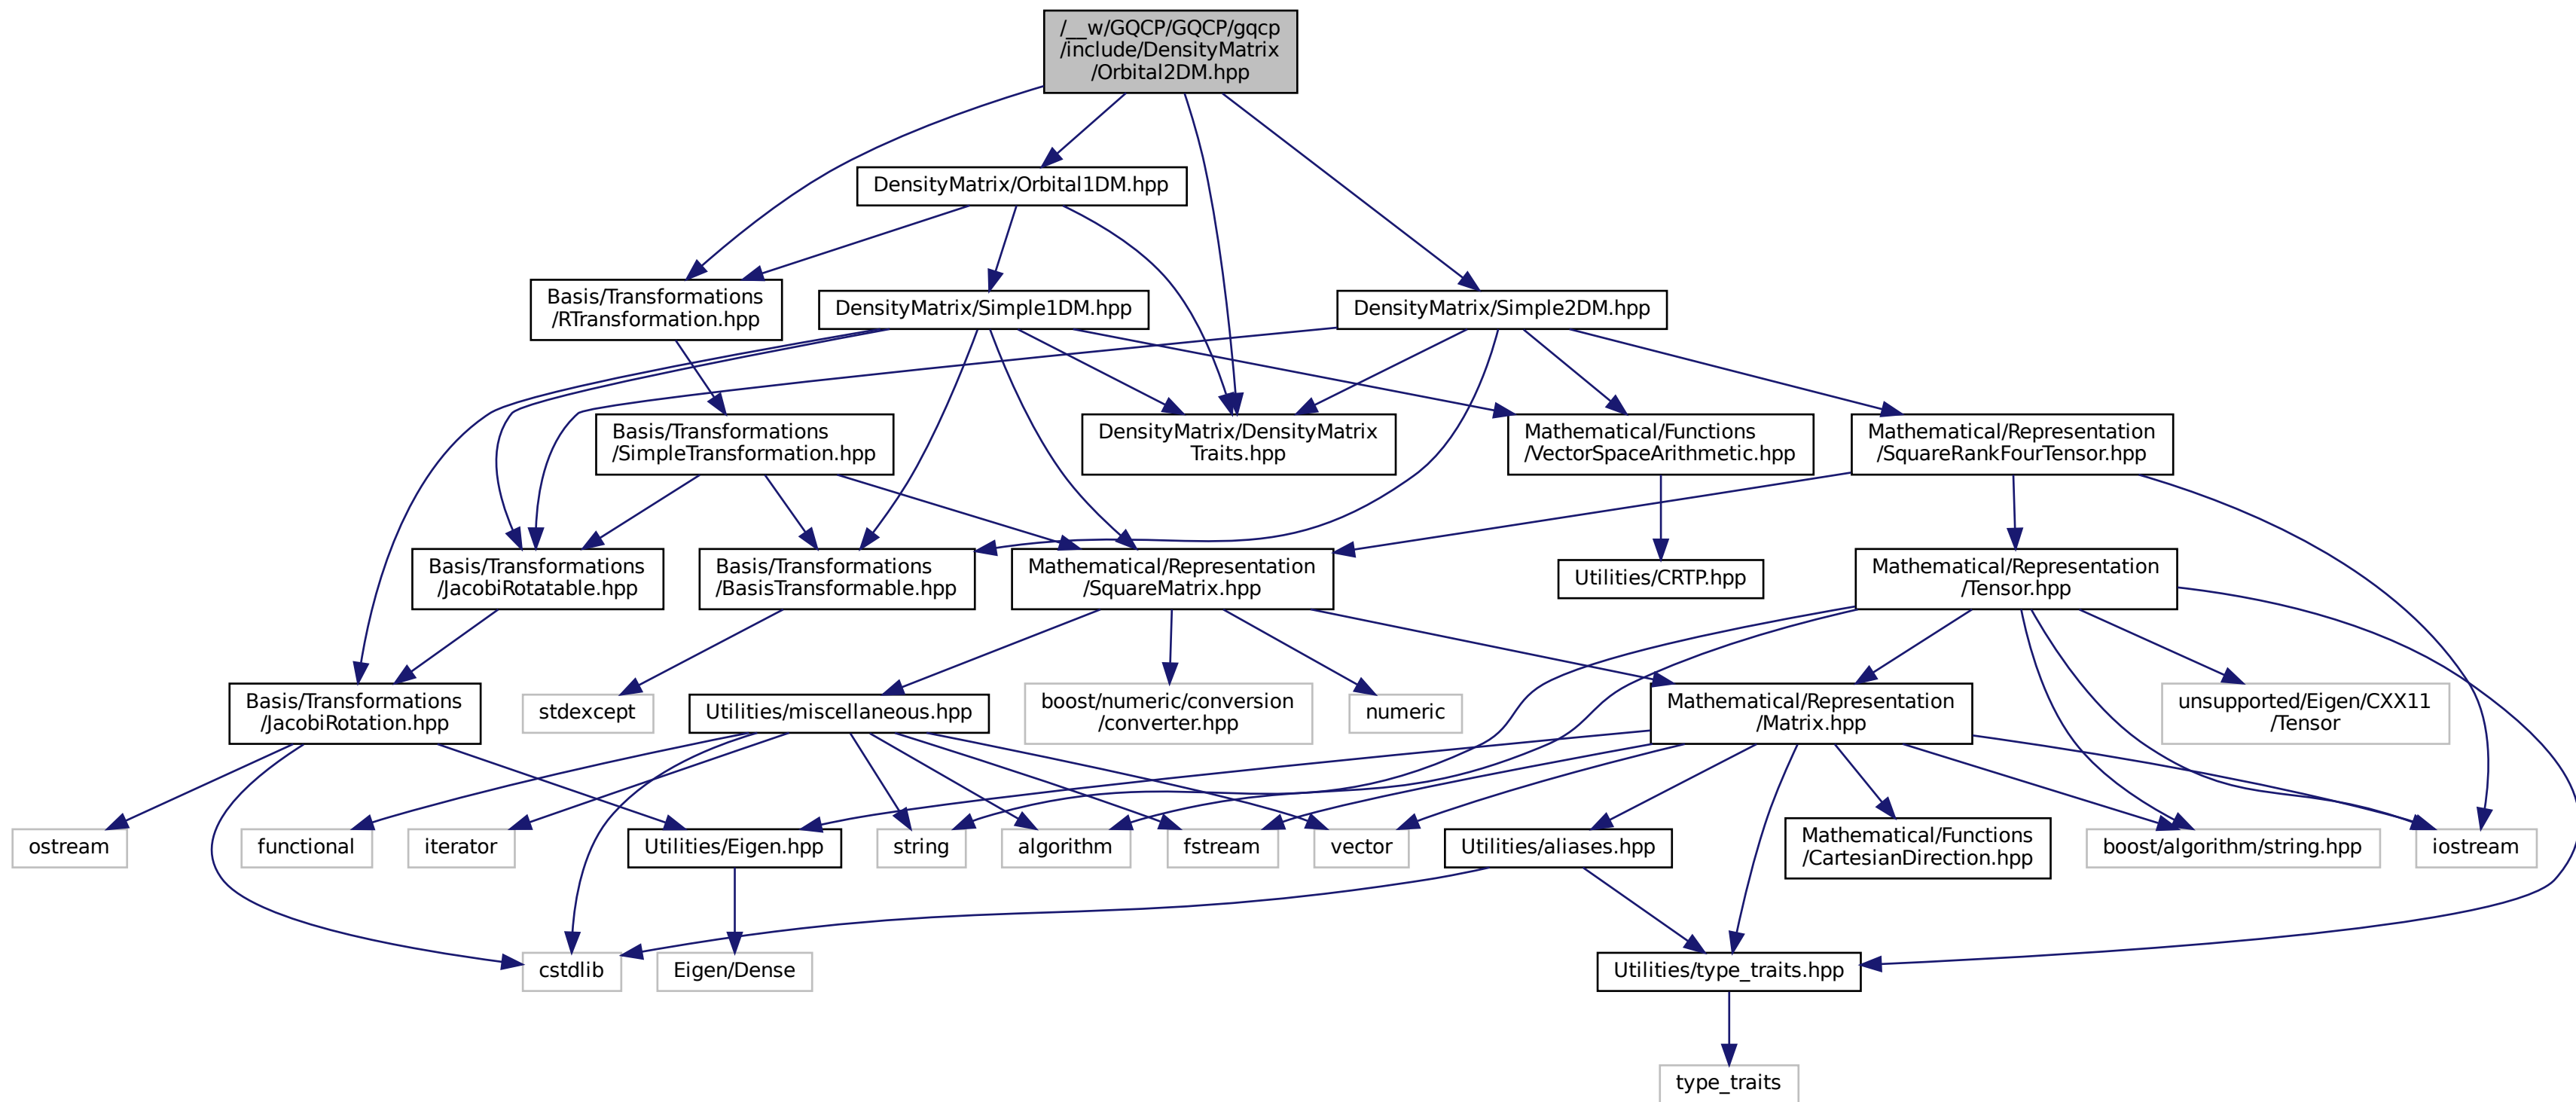 /__w/GQCP/GQCP/gqcp
/include/DensityMatrix
/Orbital2DM.hpp
DensityMatrix/Orbital1DM.hpp
Basis/Transformations
/RTransformation.hpp
DensityMatrix/Simple1DM.hpp
DensityMatrix/Simple2DM.hpp
Basis/Transformations
/SimpleTransformation.hpp
DensityMatrix/DensityMatrix
Traits.hpp
Mathematical/Functions
/VectorSpaceArithmetic.hpp
Mathematical/Representation
/SquareRankFourTensor.hpp
Basis/Transformations
/JacobiRotatable.hpp
Basis/Transformations
/BasisTransformable.hpp
Mathematical/Representation
/SquareMatrix.hpp
Utilities/CRTP.hpp
Mathematical/Representation
/Tensor.hpp
Basis/Transformations
/JacobiRotation.hpp
stdexcept
Utilities/miscellaneous.hpp
boost/numeric/conversion
/converter.hpp
numeric
Mathematical/Representation
/Matrix.hpp
unsupported/Eigen/CXX11
/Tensor
ostream
functional
iterator
Utilities/Eigen.hpp
string
algorithm
fstream
vector
Utilities/aliases.hpp
Mathematical/Functions
/CartesianDirection.hpp
boost/algorithm/string.hpp
iostream
cstdlib
Eigen/Dense
Utilities/type_traits.hpp
type_traits